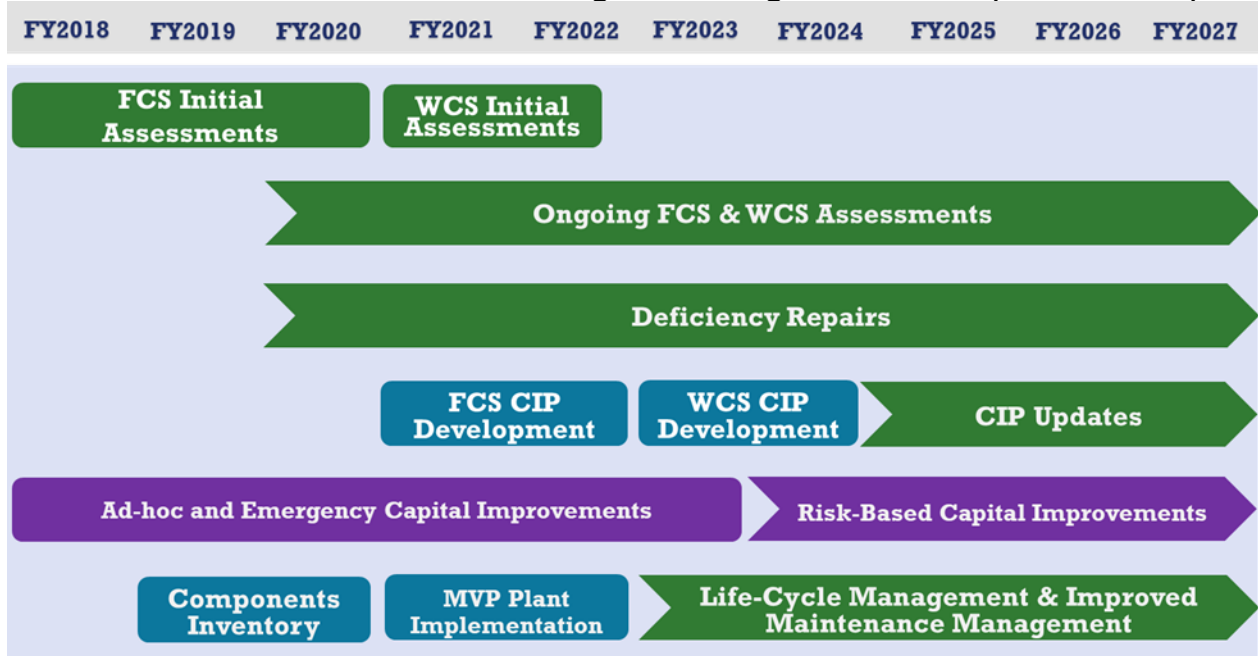 FY2018 FY2019 FY2020 FY2021 FY2022 FY2023 FY2024 FY2025 FY2026 FY2027
FCS Initial
Assessments
WCS Initial
Assessments
Ongoing FCS & WCS Assessments
Deficiency Repairs
FCS CIP
Development
WCS CIP
Development
CIP Updates
Ad-hoc and Emergency Capital Improvements
Risk-Based Capital Improvements
Components
Inventory
MVP Plant
Implementation
Life-Cycle Management & Improved
Maintenance Management